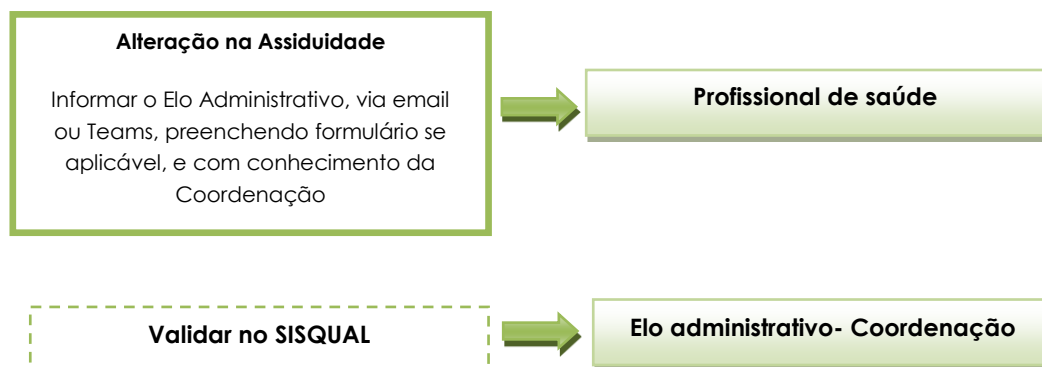 Alteração na Assiduidade
Informar o Elo Administrativo, via email
ou Teams, preenchendo formulário se
aplicável, e com conhecimento da
Coordenação
Profissional de saúde
Validar no SISQUAL
Elo administrativo- Coordenação